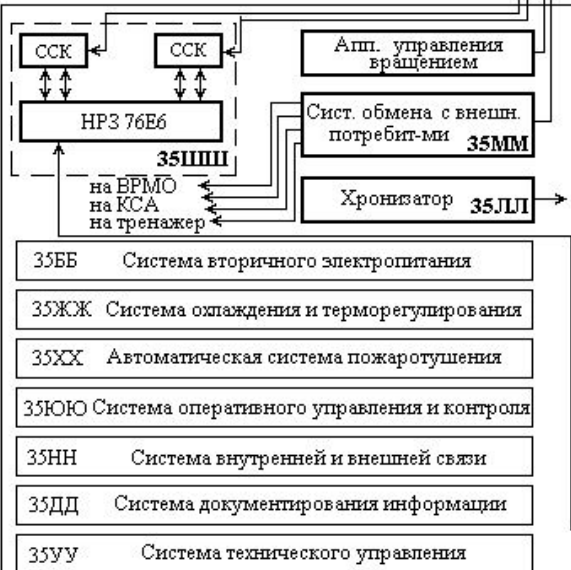 ССК
ССК
НРЗ 76Е6
35ШШ
Апп. управления
вращением
Сист. обмена с внешн.
потребит-ми
35ММ
на ВРМО
на КСА
на тренажер
Хронизатор
35ЛЛ
35ББ Система вторичного электропитания
35ЖЖ Система охлаждения и терморегулирования
35ХХ Автоматическая система пожаротушения
35ЮЮ Система оперативного управления и контроля
35НН Система внутренней и внешней связи
35ДД Система документирования информации
35УУ Система технического управления